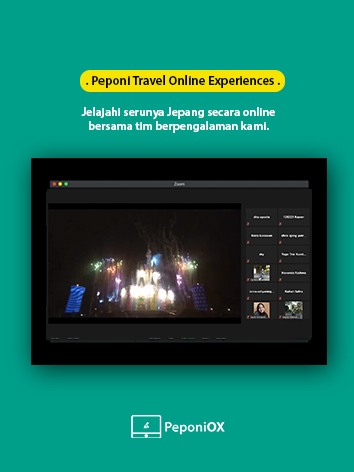 . Peponi Travel Online Experiences .
Jelajahi serunya Jepang secara online
bersama tim berpengalaman kami.
Zoom
PeponiOX